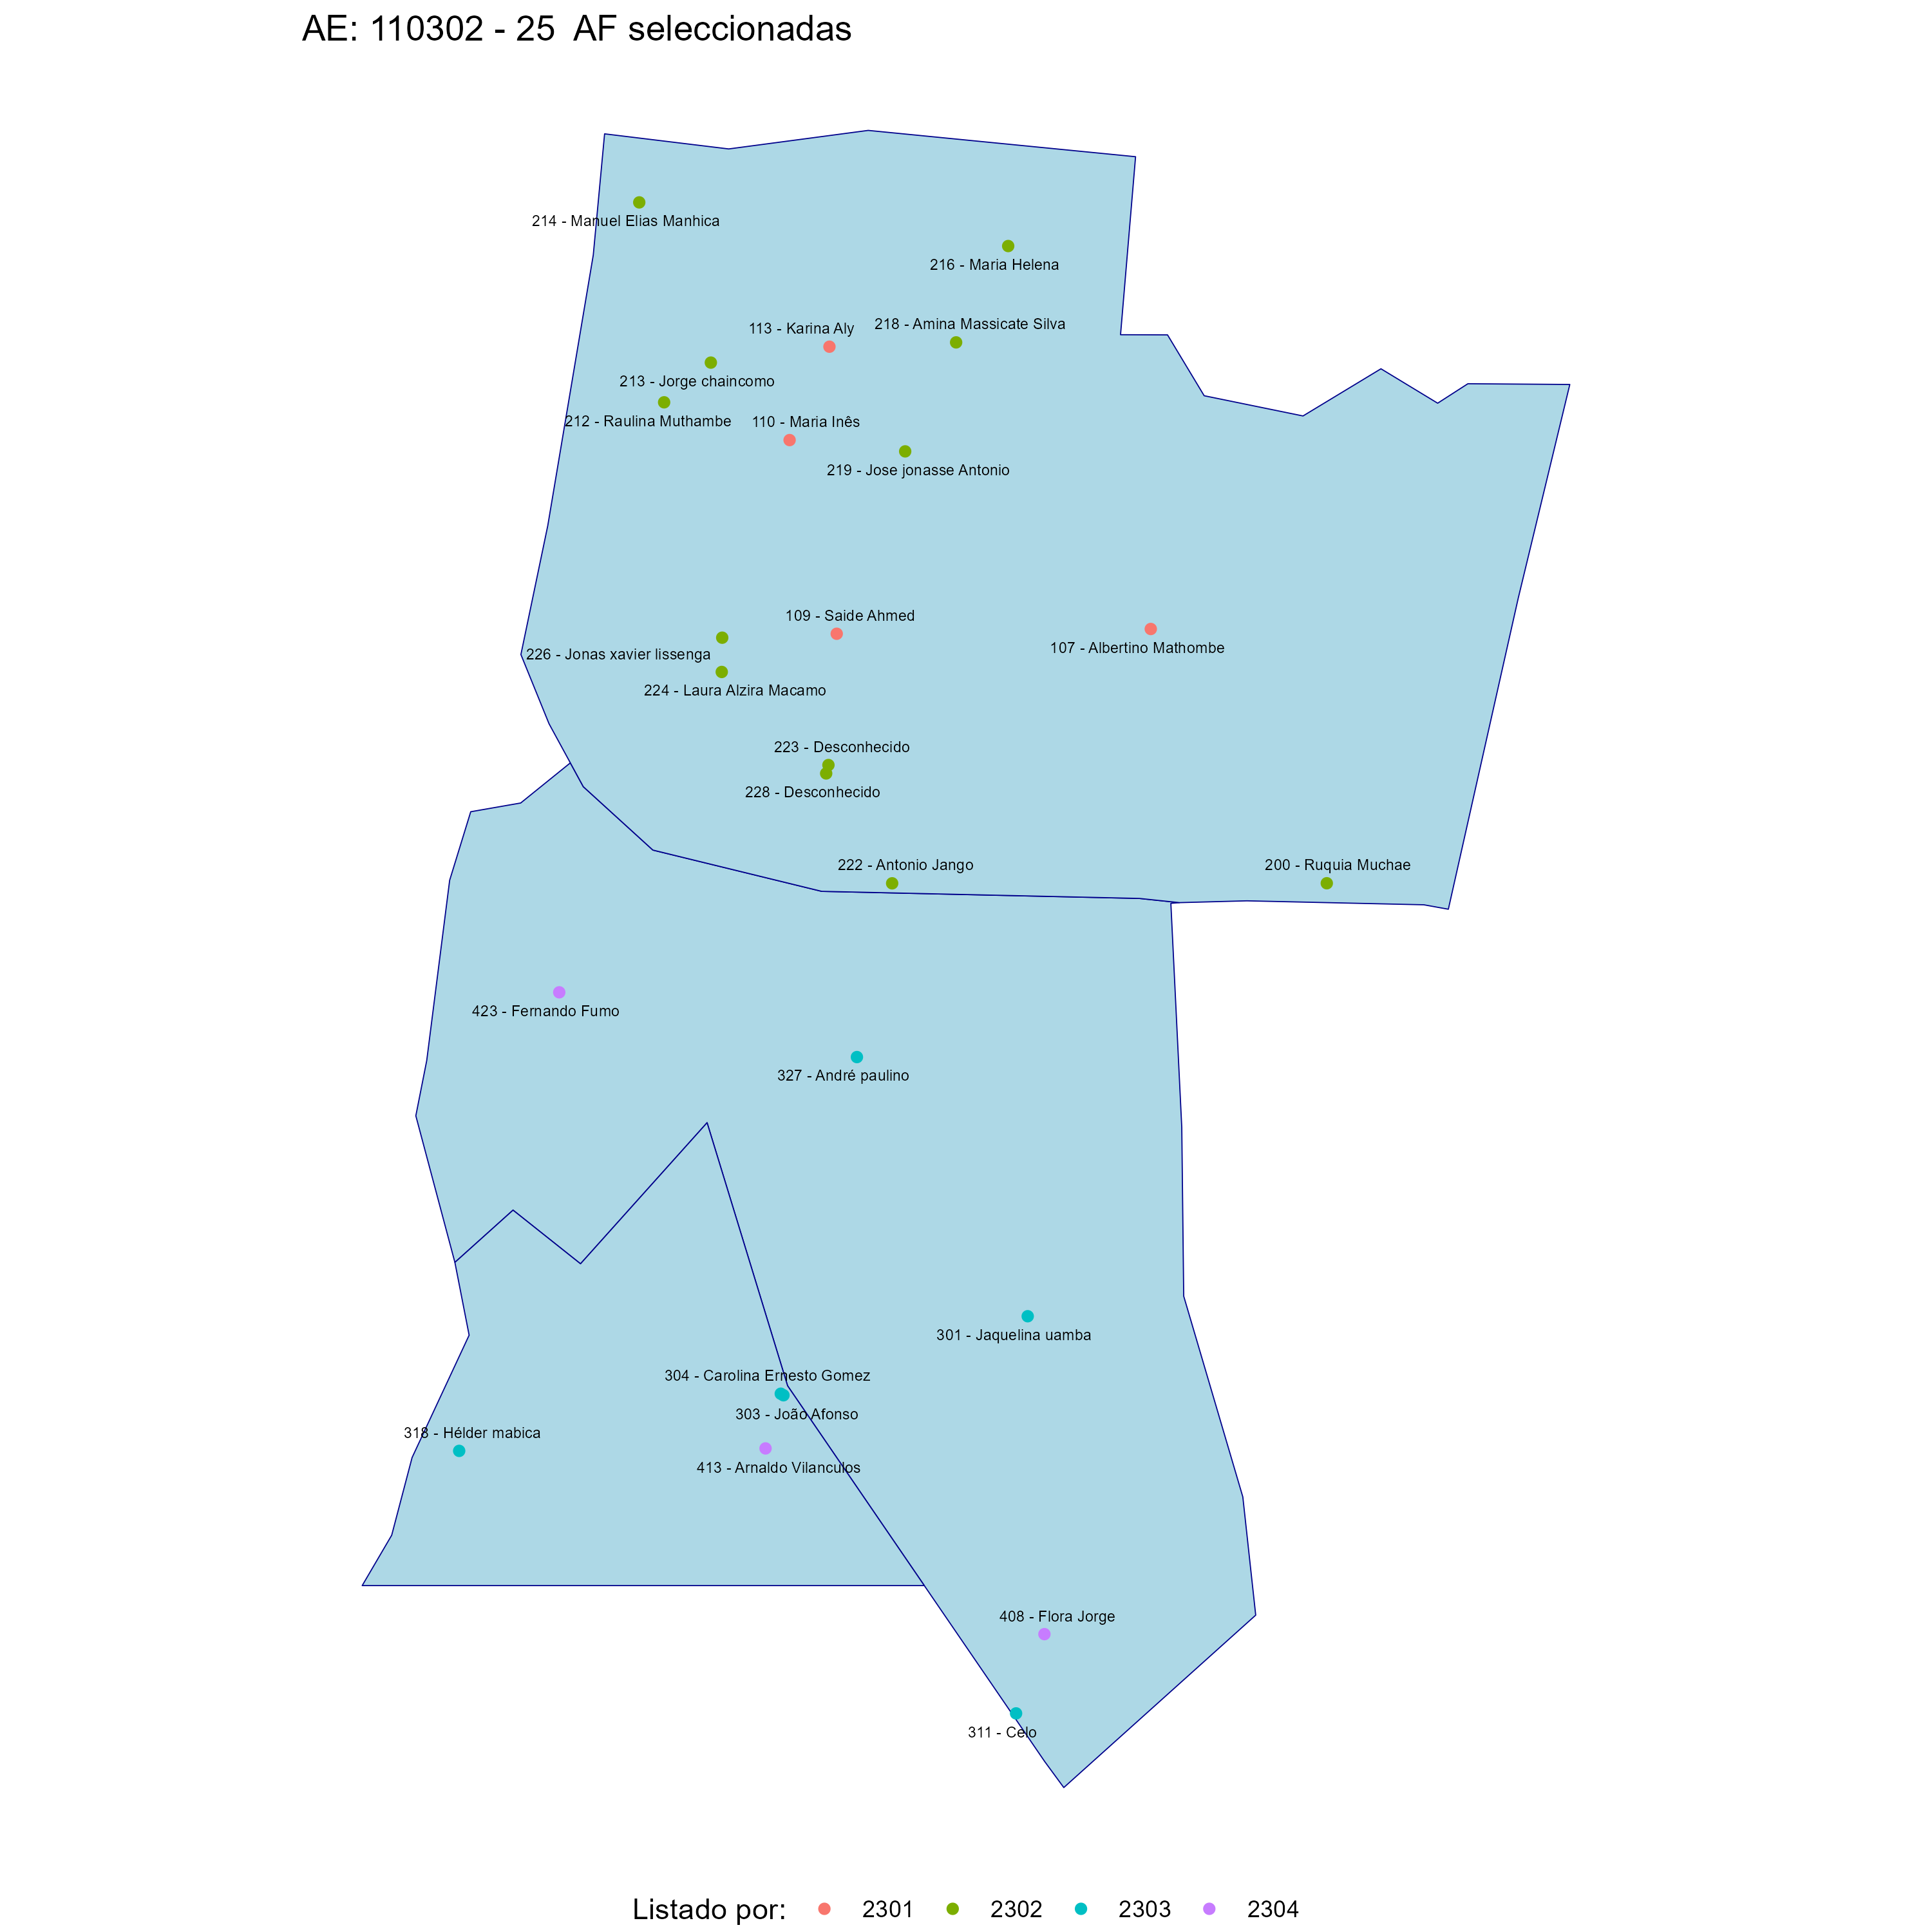 AE: 110302 - 25  AF seleccionadas
214 - Manuel Elias Manhica
216 - Maria Helena
113 - Karina Aly
218 - Amina Massicate Silva
213 - Jorge chaincomo
212 - Raulina Muthambe
110 - Maria Inês
219 - Jose jonasse Antonio
109 - Saide Ahmed
107 - Albertino Mathombe
226 - Jonas xavier lissenga
224 - Laura Alzira Macamo
223 - Desconhecido
228 - Desconhecido
222 - Antonio Jango
200 - Ruquia Muchae
423 - Fernando Fumo
327 - André paulino
301 - Jaquelina uamba
304 - Carolina Ernesto Gomez
303 - João Afonso
318 - Hélder mabica
413 - Arnaldo Vilanculos
408 - Flora Jorge
311 - Celo
Listado por: 2301 2302 2303 2304